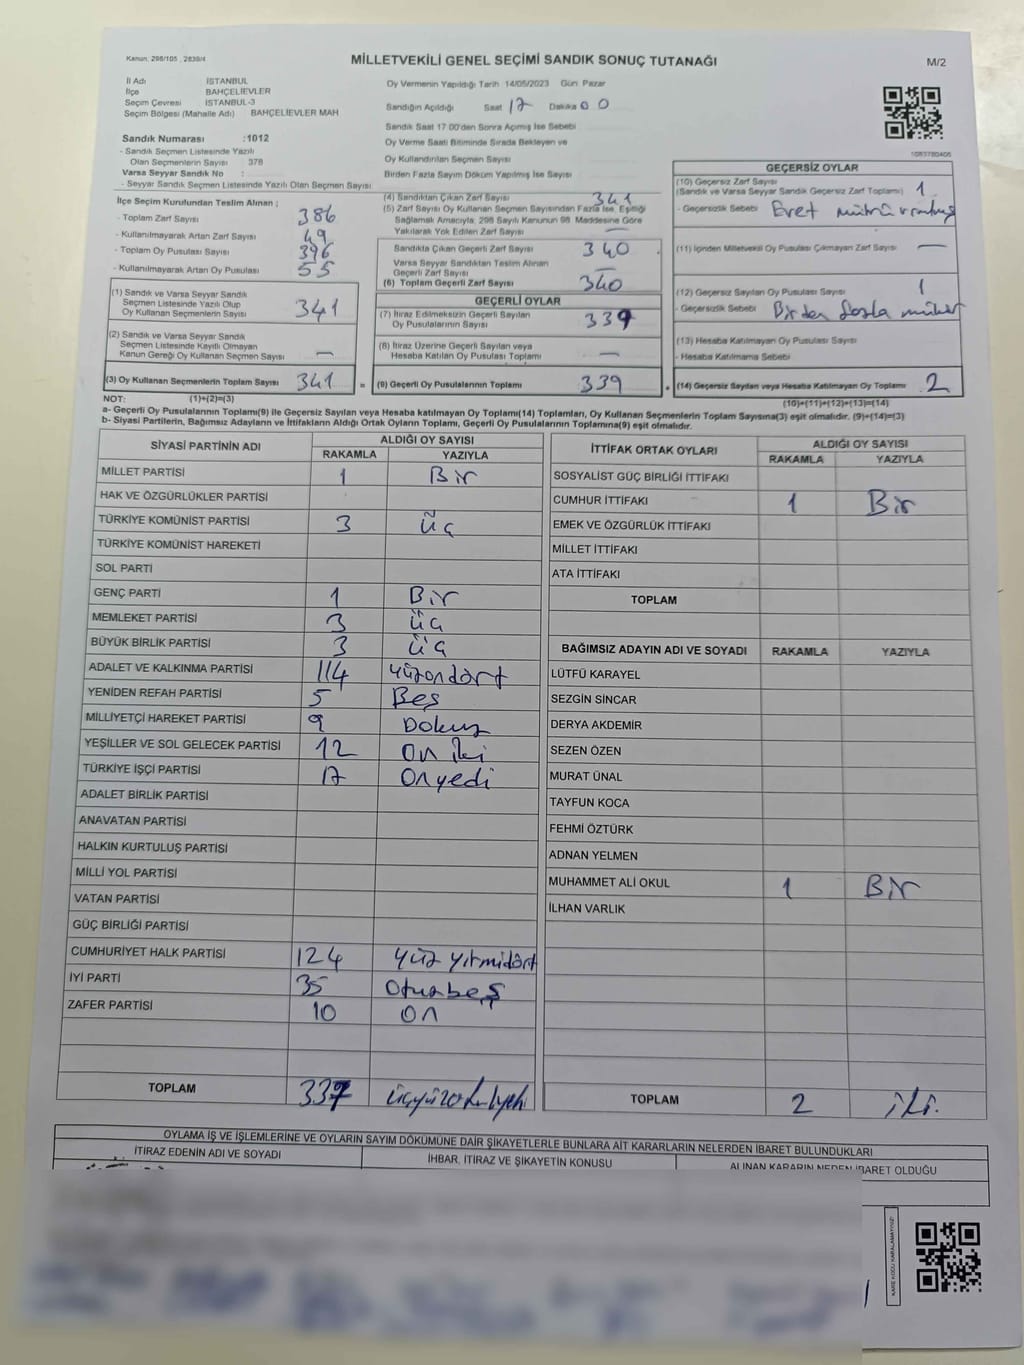 Kanun: 298/105 , 2839/4
MİLLETVEKİLİ GENEL SEÇİMİ SANDIK SONUÇ TUTANAĞI
M/2
İl Adı İSTANBUL
İlçe BAHÇELİEVLER
Seçim Çevresi İSTANBUL-3
Seçim Bölgesi (Mahalle Adı) BAHÇELİEVLER MAH
Oy Vermenin Yapıldığı Tarih 14/05/2023 Gün Pazar
Sandığın Açıldığı Saat 17 Dakika 00
Sandık Saat 17.00'den Sonra Açılmış İse Sebebi
Oy Verme Saati Bitiminde Sırada Bekleyen ve
Oy Kullandırılan Seçmen Sayısı
Birden Fazla Sayım Döküm Yapılmış İse Sayısı
Sandık Numarası :1012
- Sandık Seçmen Listesinde Yazılı
Olan Seçmenlerin Sayısı : 378
Varsa Seyyar Sandık No :
- Seyyar Sandık Seçmen Listesinde Yazılı Olan Seçmen Sayısı
İlçe Seçim Kurulundan Teslim Alınan ;
- Toplam Zarf Sayısı 386
- Kullanılmayarak Artan Zarf Sayısı 49
- Toplam Oy Pusulası Sayısı 396
- Kullanılmayarak Artan Oy Pusulası 55
(1) Sandık ve Varsa Seyyar Sandık
Seçmen Listesinde Yazılı Olup
Oy Kullanan Seçmenlerin Sayısı 341
(2) Sandık ve Varsa Seyyar Sandık
Seçmen Listesinde Kayıtlı Olmayan
Kanun Gereği Oy Kullanan Seçmen Sayısı —
(3) Oy Kullanan Seçmenlerin Toplam Sayısı 341 =
(4) Sandıktan Çıkan Zarf Sayısı 341
(5) Zarf Sayısı Oy Kullanan Seçmen Sayısından Fazla İse, Eşitliği
Sağlamak Amacıyla, 298 Sayılı Kanunun 98. Maddesine Göre
Yakılarak Yok Edilen Zarf Sayısı
Sandıkta Çıkan Geçerli Zarf Sayısı 340
Varsa Seyyar Sandıktan Teslim Alınan
Geçerli Zarf Sayısı —
(6) Toplam Geçerli Zarf Sayısı 340
GEÇERLİ OYLAR
(7) İtiraz Edilmeksizin Geçerli Sayılan
Oy Pusulalarının Sayısı 339
(8) İtiraz Üzerine Geçerli Sayılan veya
Hesaba Katılan Oy Pusulası Toplamı —
(9) Geçerli Oy Pusulalarının Toplamı 339 +
1083780406
GEÇERSİZ OYLAR
(10) Geçersiz Zarf Sayısı
(Sandık ve Varsa Seyyar Sandık Geçersiz Zarf Toplamı) 1
- Geçersizlik Sebebi Evet
(11) İçinden Milletvekili Oy Pusulası Çıkmayan Zarf Sayısı —
(12) Geçersiz Sayılan Oy Pusulası Sayısı 1
- Geçersizlik Sebebi Birden fazla mühür
(13) Hesaba Katılmayan Oy Pusulası Sayısı
- Hesaba Katılmama Sebebi
(14) Geçersiz Sayılan veya Hesaba Katılmayan Oy Toplamı 2
NOT: (1)+(2)=(3) (10)+(11)+(12)+(13)=(14)
a- Geçerli Oy Pusulalarının Toplamı(9) ile Geçersiz Sayılan veya Hesaba katılmayan Oy Toplamı(14) Toplamları, Oy Kullanan Seçmenlerin Toplam Sayısına(3) eşit olmalıdır. (9)+(14)=(3)
b- Siyasi Partilerin, Bağımsız Adayların ve İttifakların Aldığı Ortak Oyların Toplamı, Geçerli Oy Pusulalarının Toplamına(9) eşit olmalıdır.
SİYASİ PARTİNİN ADI ALDIĞI OY SAYISI
RAKAMLA YAZIYLA
MİLLET PARTİSİ 1 Bir
HAK VE ÖZGÜRLÜKLER PARTİSİ
TÜRKİYE KOMÜNİST PARTİSİ 3 üç
TÜRKİYE KOMÜNİST HAREKETİ
SOL PARTİ
GENÇ PARTİ 1 Bir
MEMLEKET PARTİSİ 3 üç
BÜYÜK BİRLİK PARTİSİ 3 üç
ADALET VE KALKINMA PARTİSİ 114 yüzondört
YENİDEN REFAH PARTİSİ 5 Beş
MİLLİYETÇİ HAREKET PARTİSİ 9 Dokuz
YEŞİLLER VE SOL GELECEK PARTİSİ 12 On iki
TÜRKİYE İŞÇİ PARTİSİ 17 Onyedi
ADALET BİRLİK PARTİSİ
ANAVATAN PARTİSİ
HALKIN KURTULUŞ PARTİSİ
MİLLİ YOL PARTİSİ
VATAN PARTİSİ
GÜÇ BİRLİĞİ PARTİSİ
CUMHURİYET HALK PARTİSİ 124 yüz yirmidört
İYİ PARTİ 35 Otuzbeş
ZAFER PARTİSİ 10 On
TOPLAM 337 üçyüzotuzyedi
İTTİFAK ORTAK OYLARI ALDIĞI OY SAYISI
RAKAMLA YAZIYLA
SOSYALİST GÜÇ BİRLİĞİ İTTİFAKI
CUMHUR İTTİFAKI 1 Bir
EMEK VE ÖZGÜRLÜK İTTİFAKI
MİLLET İTTİFAKI
ATA İTTİFAKI
TOPLAM
BAĞIMSIZ ADAYIN ADI VE SOYADI RAKAMLA YAZIYLA
LÜTFÜ KARAYEL
SEZGİN SİNCAR
DERYA AKDEMİR
SEZEN ÖZEN
MURAT ÜNAL
TAYFUN KOCA
FEHMİ ÖZTÜRK
ADNAN YELMEN
MUHAMMET ALİ OKUL 1 Bir
İLHAN VARLIK
TOPLAM 2 iki.
OYLAMA İŞ VE İŞLEMLERİNE VE OYLARIN SAYIM DÖKÜMÜNE DAİR ŞİKAYETLERLE BUNLARA AİT KARARLARIN NELERDEN İBARET BULUNDUKLARI
İTİRAZ EDENİN ADI VE SOYADI İHBAR, İTİRAZ VE ŞİKAYETİN KONUSU ALINAN KARARIN NEDEN İBARET OLDUĞU
KARE KODU KARALAMAYINIZ!